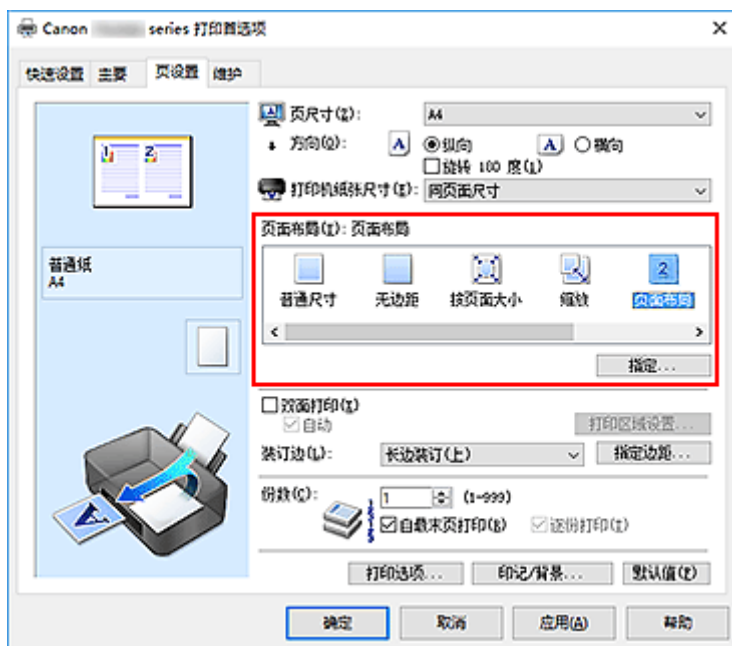 Canon series 打印首选项
快速设置 主要 页设置 维护
页尺寸(Z): A4
方向(O): A 纵向 A 横向
旋转 180 度(1)
打印机纸张尺寸(E): 同页面尺寸
页面布局(I): 页面布局
普通尺寸 无边距 按页面大小 缩放 页面布局
指定...
1 2
普通纸
A4
双面打印(X)
自动
打印区域设置...
装订边(L): 长边装订(上) 指定边距...
份数(C): 1 (1-999)
自最末页打印(R) 逐份打印(T)
打印选项... 印记/背景... 默认值(F)
确定 取消 应用(A) 帮助